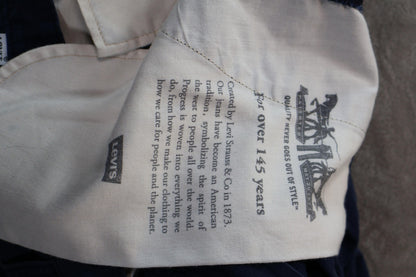 QUALITY NEVER GOES OUT OF STYLE™
For over 145 years
Created by Levi Strauss & Co in 1873.
Our jeans have become an American
tradition, symbolizing the spirit of
the west to people all over the world.
Progress is woven into everything we
do, from how we make our clothing to
how we care for people and the planet.
Levi's